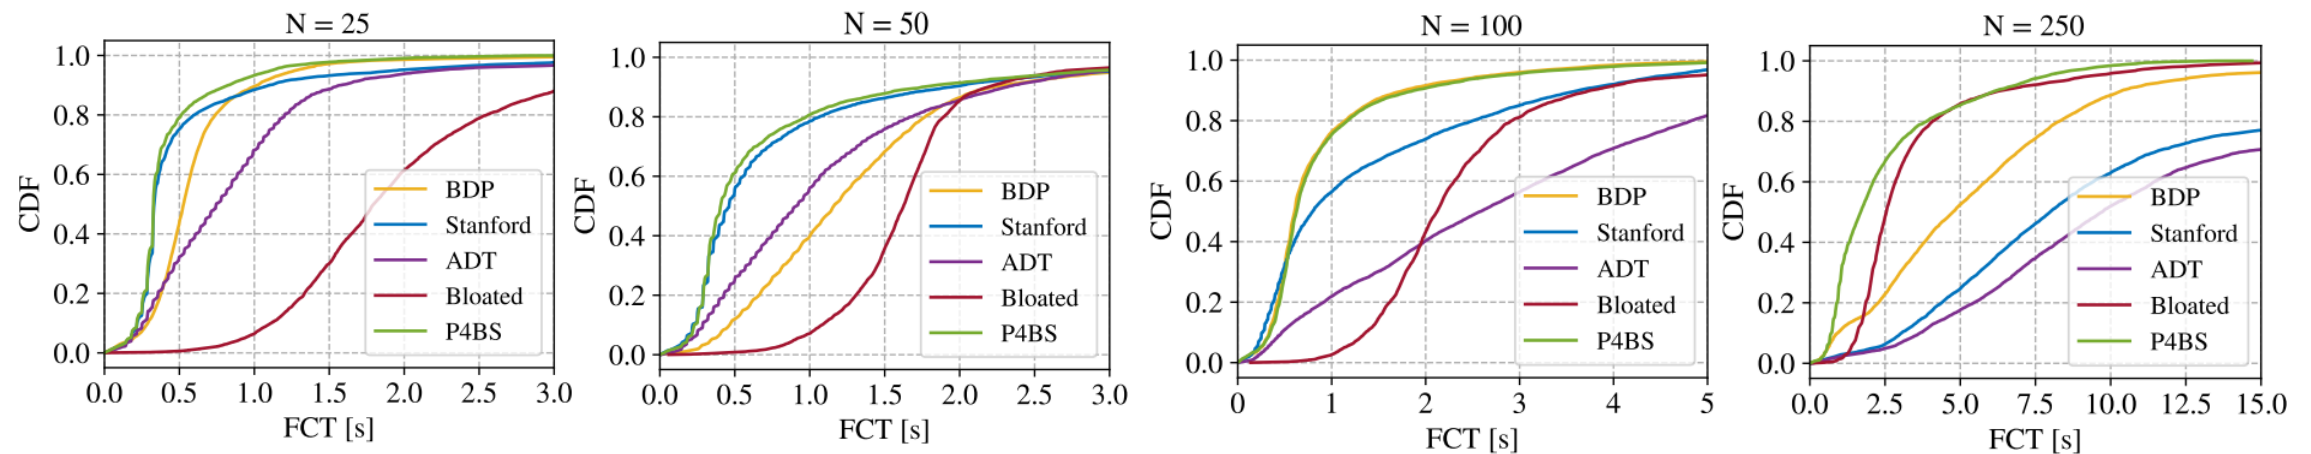 N = 25
CDF
1.0
0.8
0.6
0.4
0.2
0.0
BDP
Stanford
ADT
Bloated
P4BS
0.0 0.5 1.0 1.5 2.0 2.5 3.0
FCT [s]
N = 50
CDF
1.0
0.8
0.6
0.4
0.2
0.0
BDP
Stanford
ADT
Bloated
P4BS
0.0 0.5 1.0 1.5 2.0 2.5 3.0
FCT [s]
N = 100
CDF
1.0
0.8
0.6
0.4
0.2
0.0
BDP
Stanford
ADT
Bloated
P4BS
0 1 2 3 4 5
FCT [s]
N = 250
CDF
1.0
0.8
0.6
0.4
0.2
0.0
BDP
Stanford
ADT
Bloated
P4BS
0.0 2.5 5.0 7.5 10.0 12.5 15.0
FCT [s]